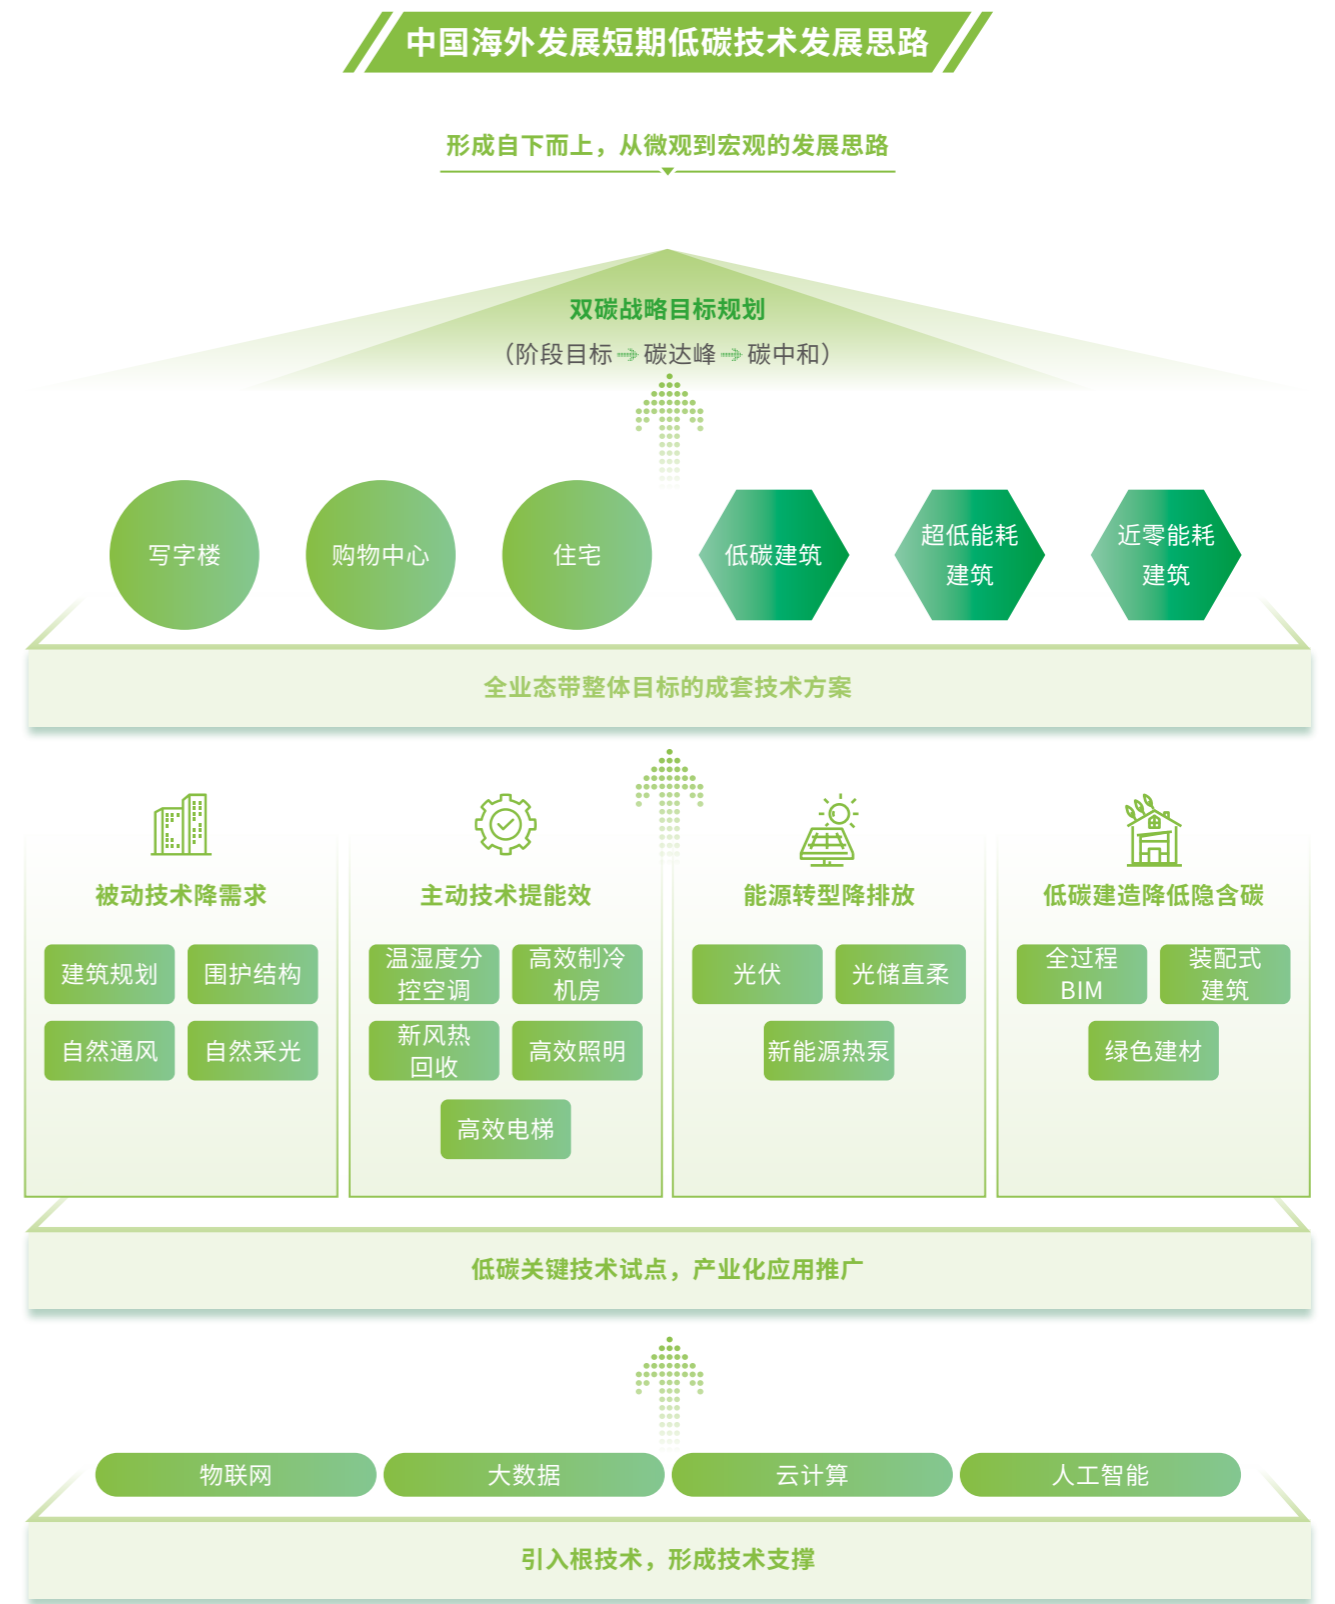 中国海外发展短期低碳技术发展思路
形成自下而上，从微观到宏观的发展思路
双碳战略目标规划
（阶段目标 碳达峰 碳中和）
写字楼
购物中心
住宅
低碳建筑
超低能耗
建筑
近零能耗
建筑
全业态带整体目标的成套技术方案
被动技术降需求
建筑规划
围护结构
自然通风
自然采光
主动技术提能效
温湿度分
控空调
高效制冷
机房
新风热
回收
高效照明
高效电梯
能源转型降排放
光伏
光储直柔
新能源热泵
低碳建造降低隐含碳
全过程
BIM
装配式
建筑
绿色建材
低碳关键技术试点，产业化应用推广
物联网
大数据
云计算
人工智能
引入根技术，形成技术支撑